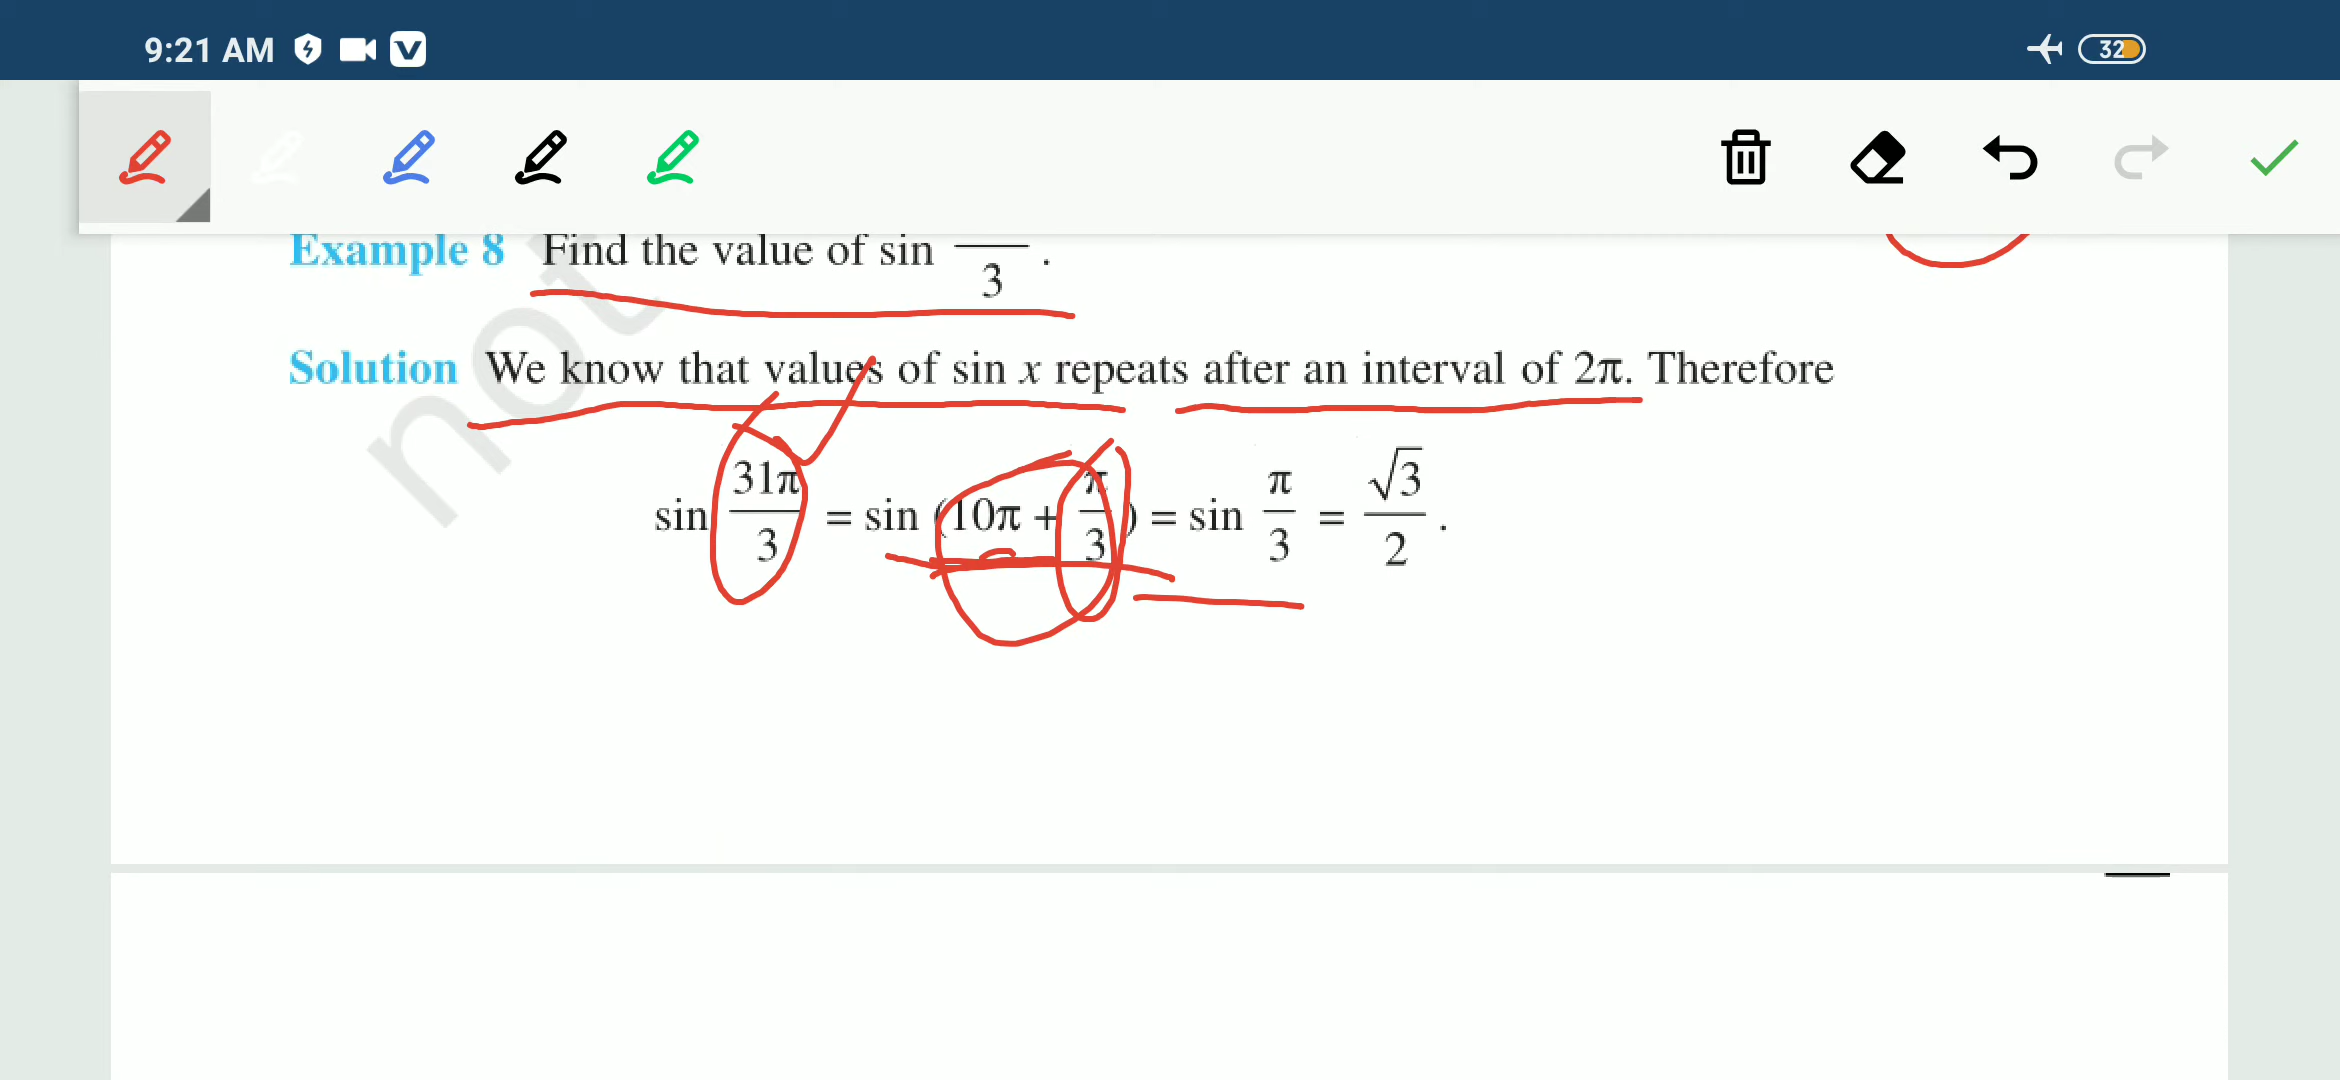 9:21 AM 32
Example 8 Find the value of sin ― / 3 .
Solution We know that values of sin x repeats after an interval of 2π. Therefore
sin 31π/3 = sin (10π + π/3) = sin π/3 = √3/2 .
not